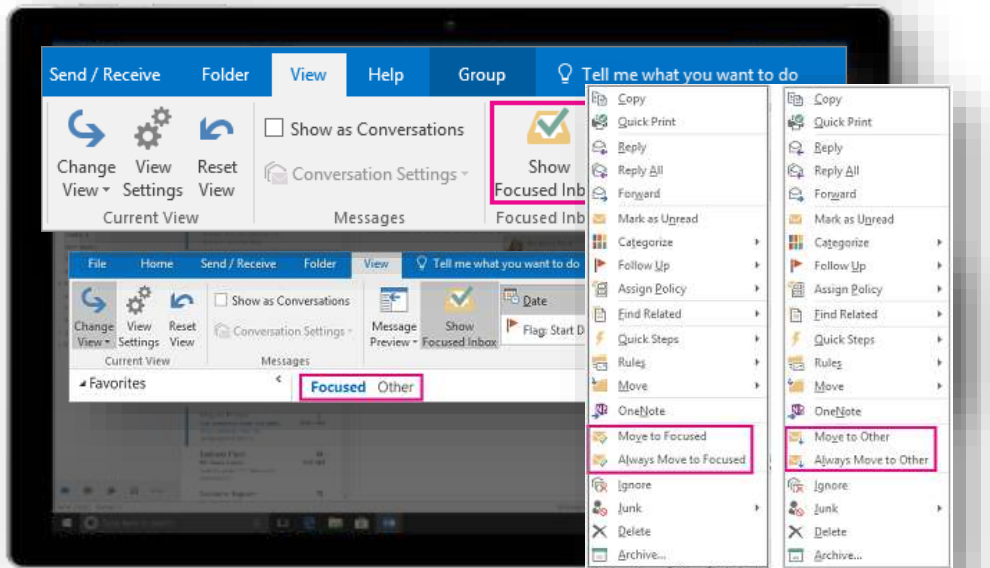 Send / Receive Folder View Help Group Tell me what you want to do
Change View Settings Reset View
Show as Conversations
Conversation Settings
Show Focused Inb
Current View Messages Focused Inb
File Home Send / Receive Folder View Tell me what you want to do
Change View View Settings Reset View
Show as Conversations
Conversation Settings
Message Preview Show Focused Inbox
Date
Flag: Start D
Current View Messages
Favorites Focused Other
Copy
Quick Print
Reply
Reply All
Forward
Mark as Unread
Categorize
Follow Up
Assign Policy
Find Related
Quick Steps
Rules
Move
OneNote
Move to Focused
Always Move to Focused
Ignore
Junk
Delete
Archive...
Copy
Quick Print
Reply
Reply All
Forward
Mark as Unread
Categorize
Follow Up
Assign Policy
Find Related
Quick Steps
Rules
Move
OneNote
Move to Other
Always Move to Other
Ignore
Junk
Delete
Archive...